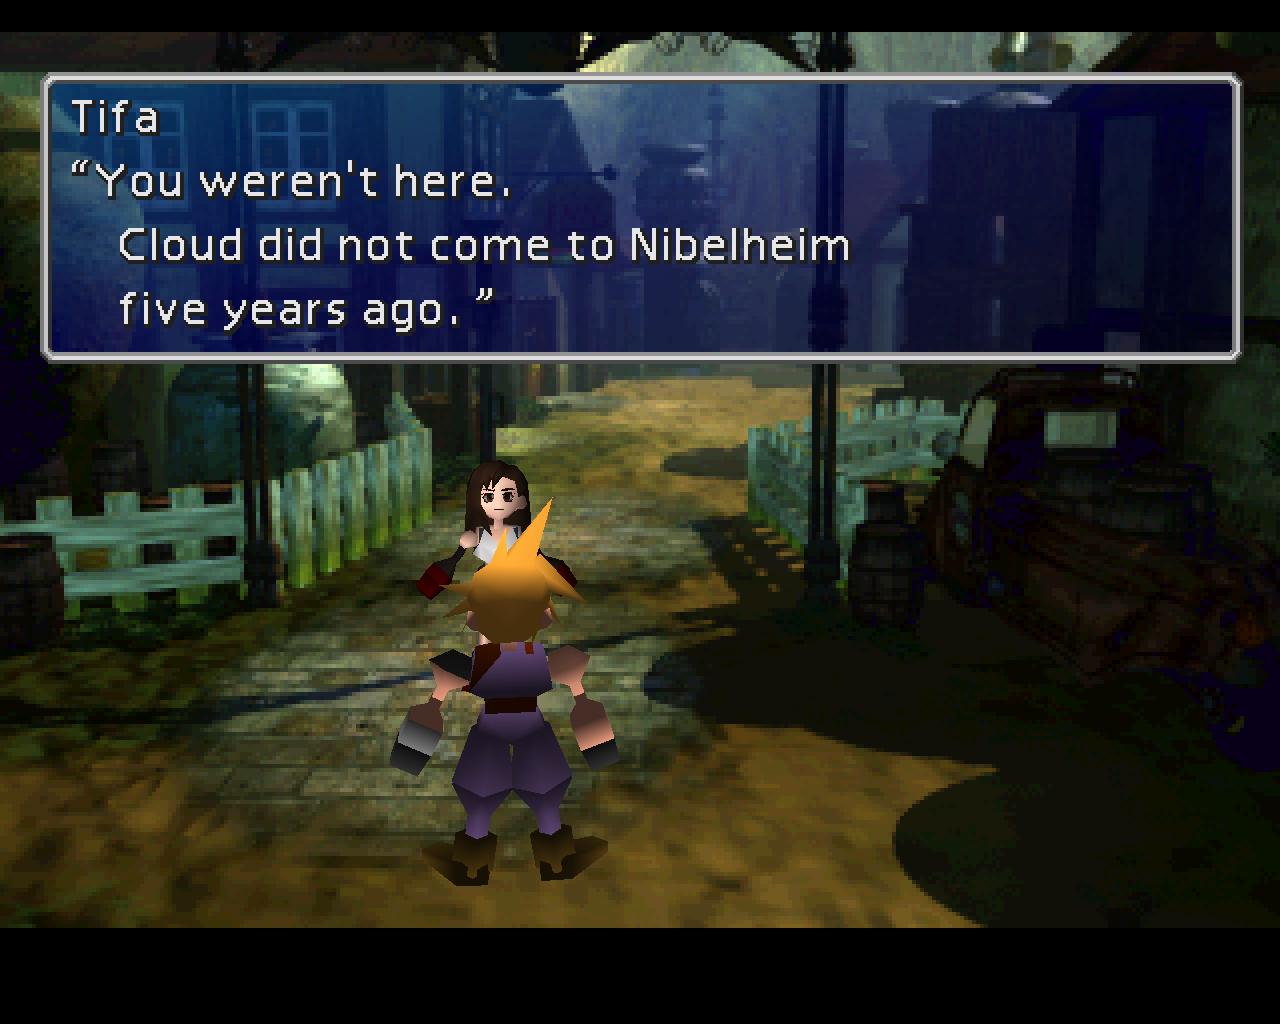 Tifa
“You weren't here.
Cloud did not come to Nibelheim
five years ago. ”